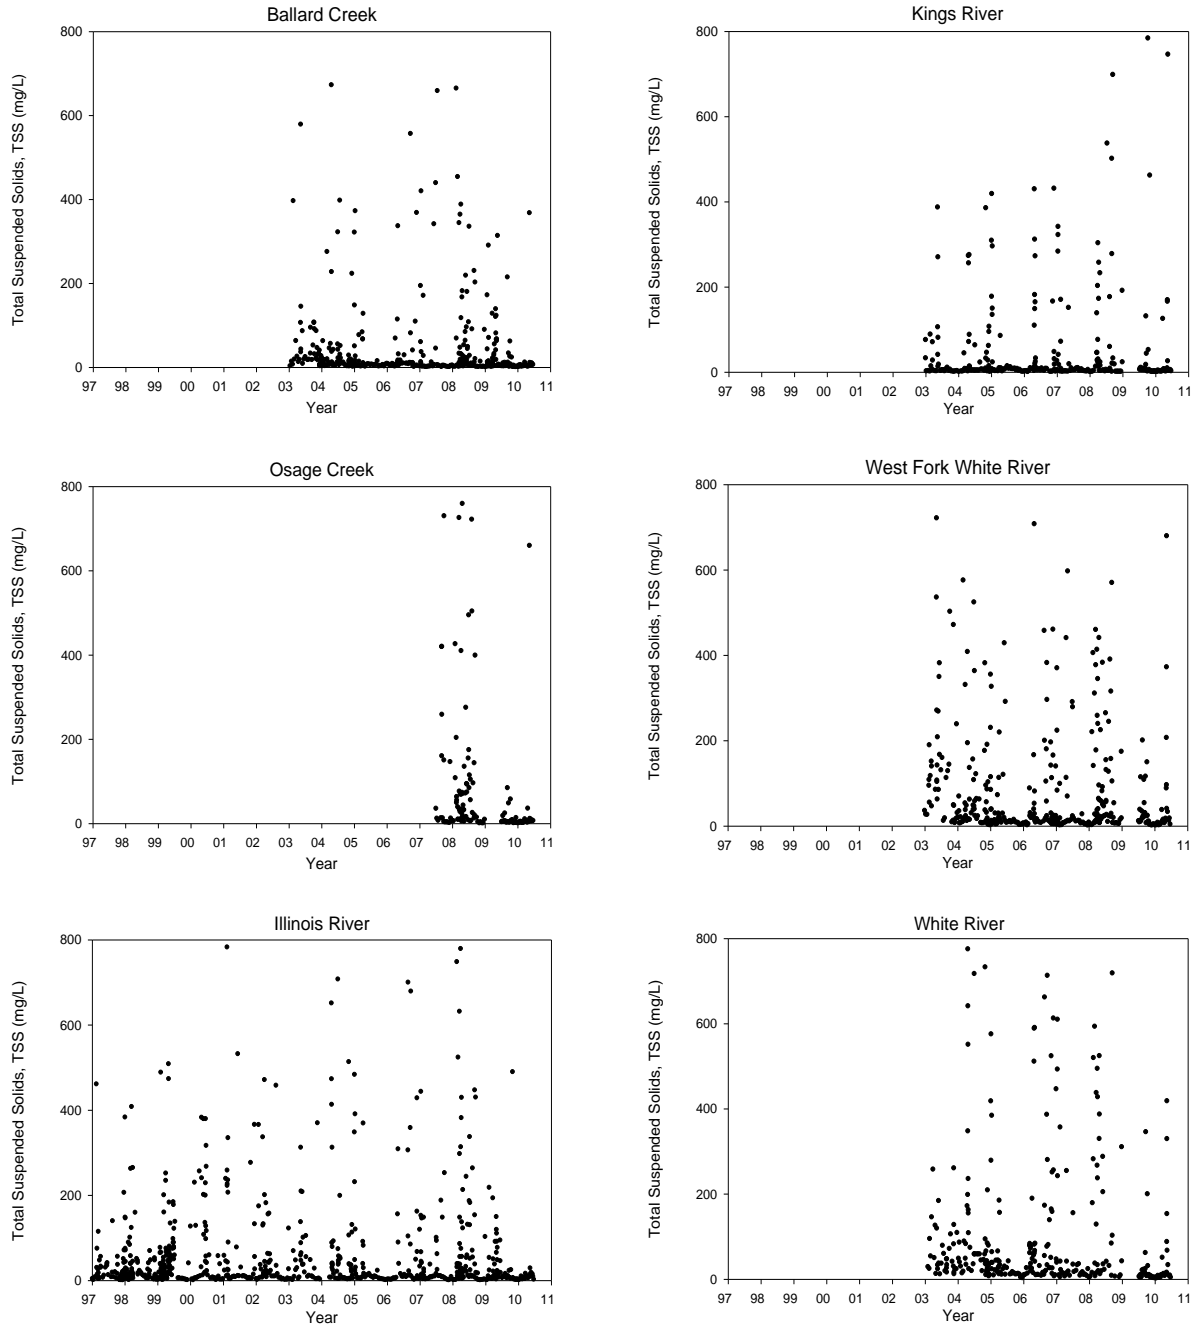 Ballard Creek
Total Suspended Solids, TSS (mg/L)
800
600
400
200
0
97 98 99 00 01 02 03 04 05 06 07 08 09 10 11
Year
Kings River
Total Suspended Solids, TSS (mg/L)
800
600
400
200
0
97 98 99 00 01 02 03 04 05 06 07 08 09 10 11
Year
Osage Creek
Total Suspended Solids, TSS (mg/L)
800
600
400
200
0
97 98 99 00 01 02 03 04 05 06 07 08 09 10 11
Year
West Fork White River
Total Suspended Solids, TSS (mg/L)
800
600
400
200
0
97 98 99 00 01 02 03 04 05 06 07 08 09 10 11
Year
Illinois River
Total Suspended Solids, TSS (mg/L)
800
600
400
200
0
97 98 99 00 01 02 03 04 05 06 07 08 09 10 11
Year
White River
Total Suspended Solids, TSS (mg/L)
800
600
400
200
0
97 98 99 00 01 02 03 04 05 06 07 08 09 10 11
Year